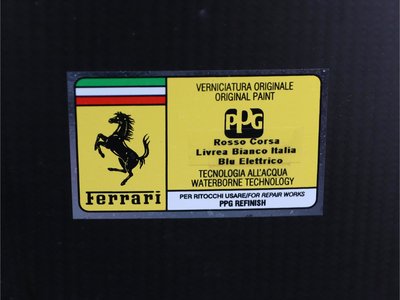 VERNICIATURA ORIGINALE
ORIGINAL PAINT
PPG
Rosso Corsa
Livrea Bianco Italia
Blu Elettrico
TECNOLOGIA ALL'ACQUA
WATERBORNE TECHNOLOGY
Ferrari
PER RITOCCHI USARE/FOR REPAIR WORKS
PPG REFINISH